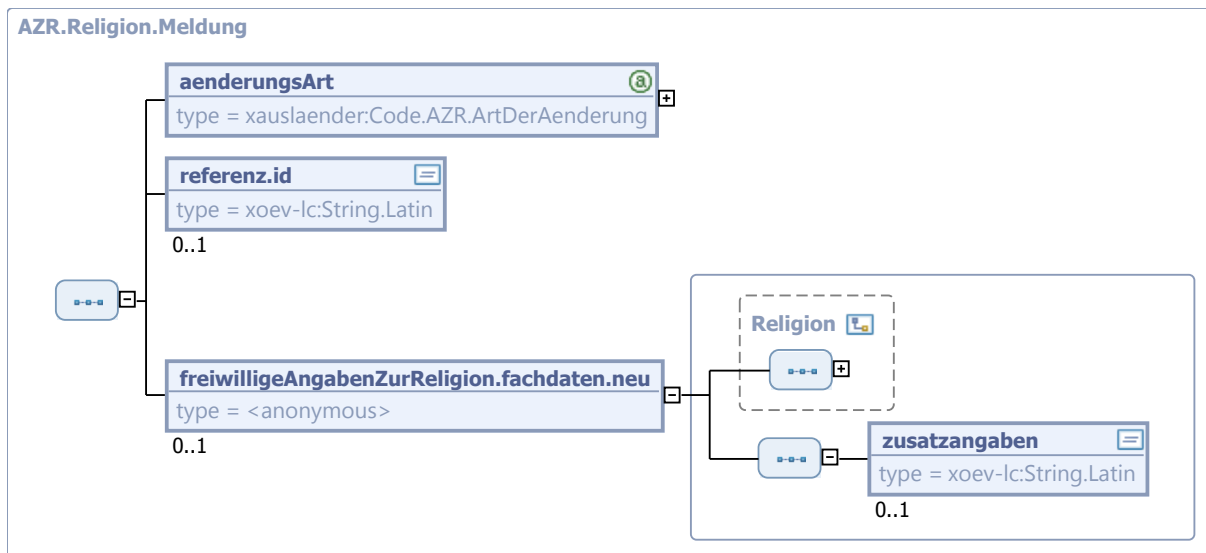 AZR.Religion.Meldung
aenderungsArt
type = xauslaender:Code.AZR.ArtDerAenderung
referenz.id
type = xoev-lc:String.Latin
0..1
Religion
freiwilligeAngabenZurReligion.fachdaten.neu
type = <anonymous>
0..1
zusatzangaben
type = xoev-lc:String.Latin
0..1